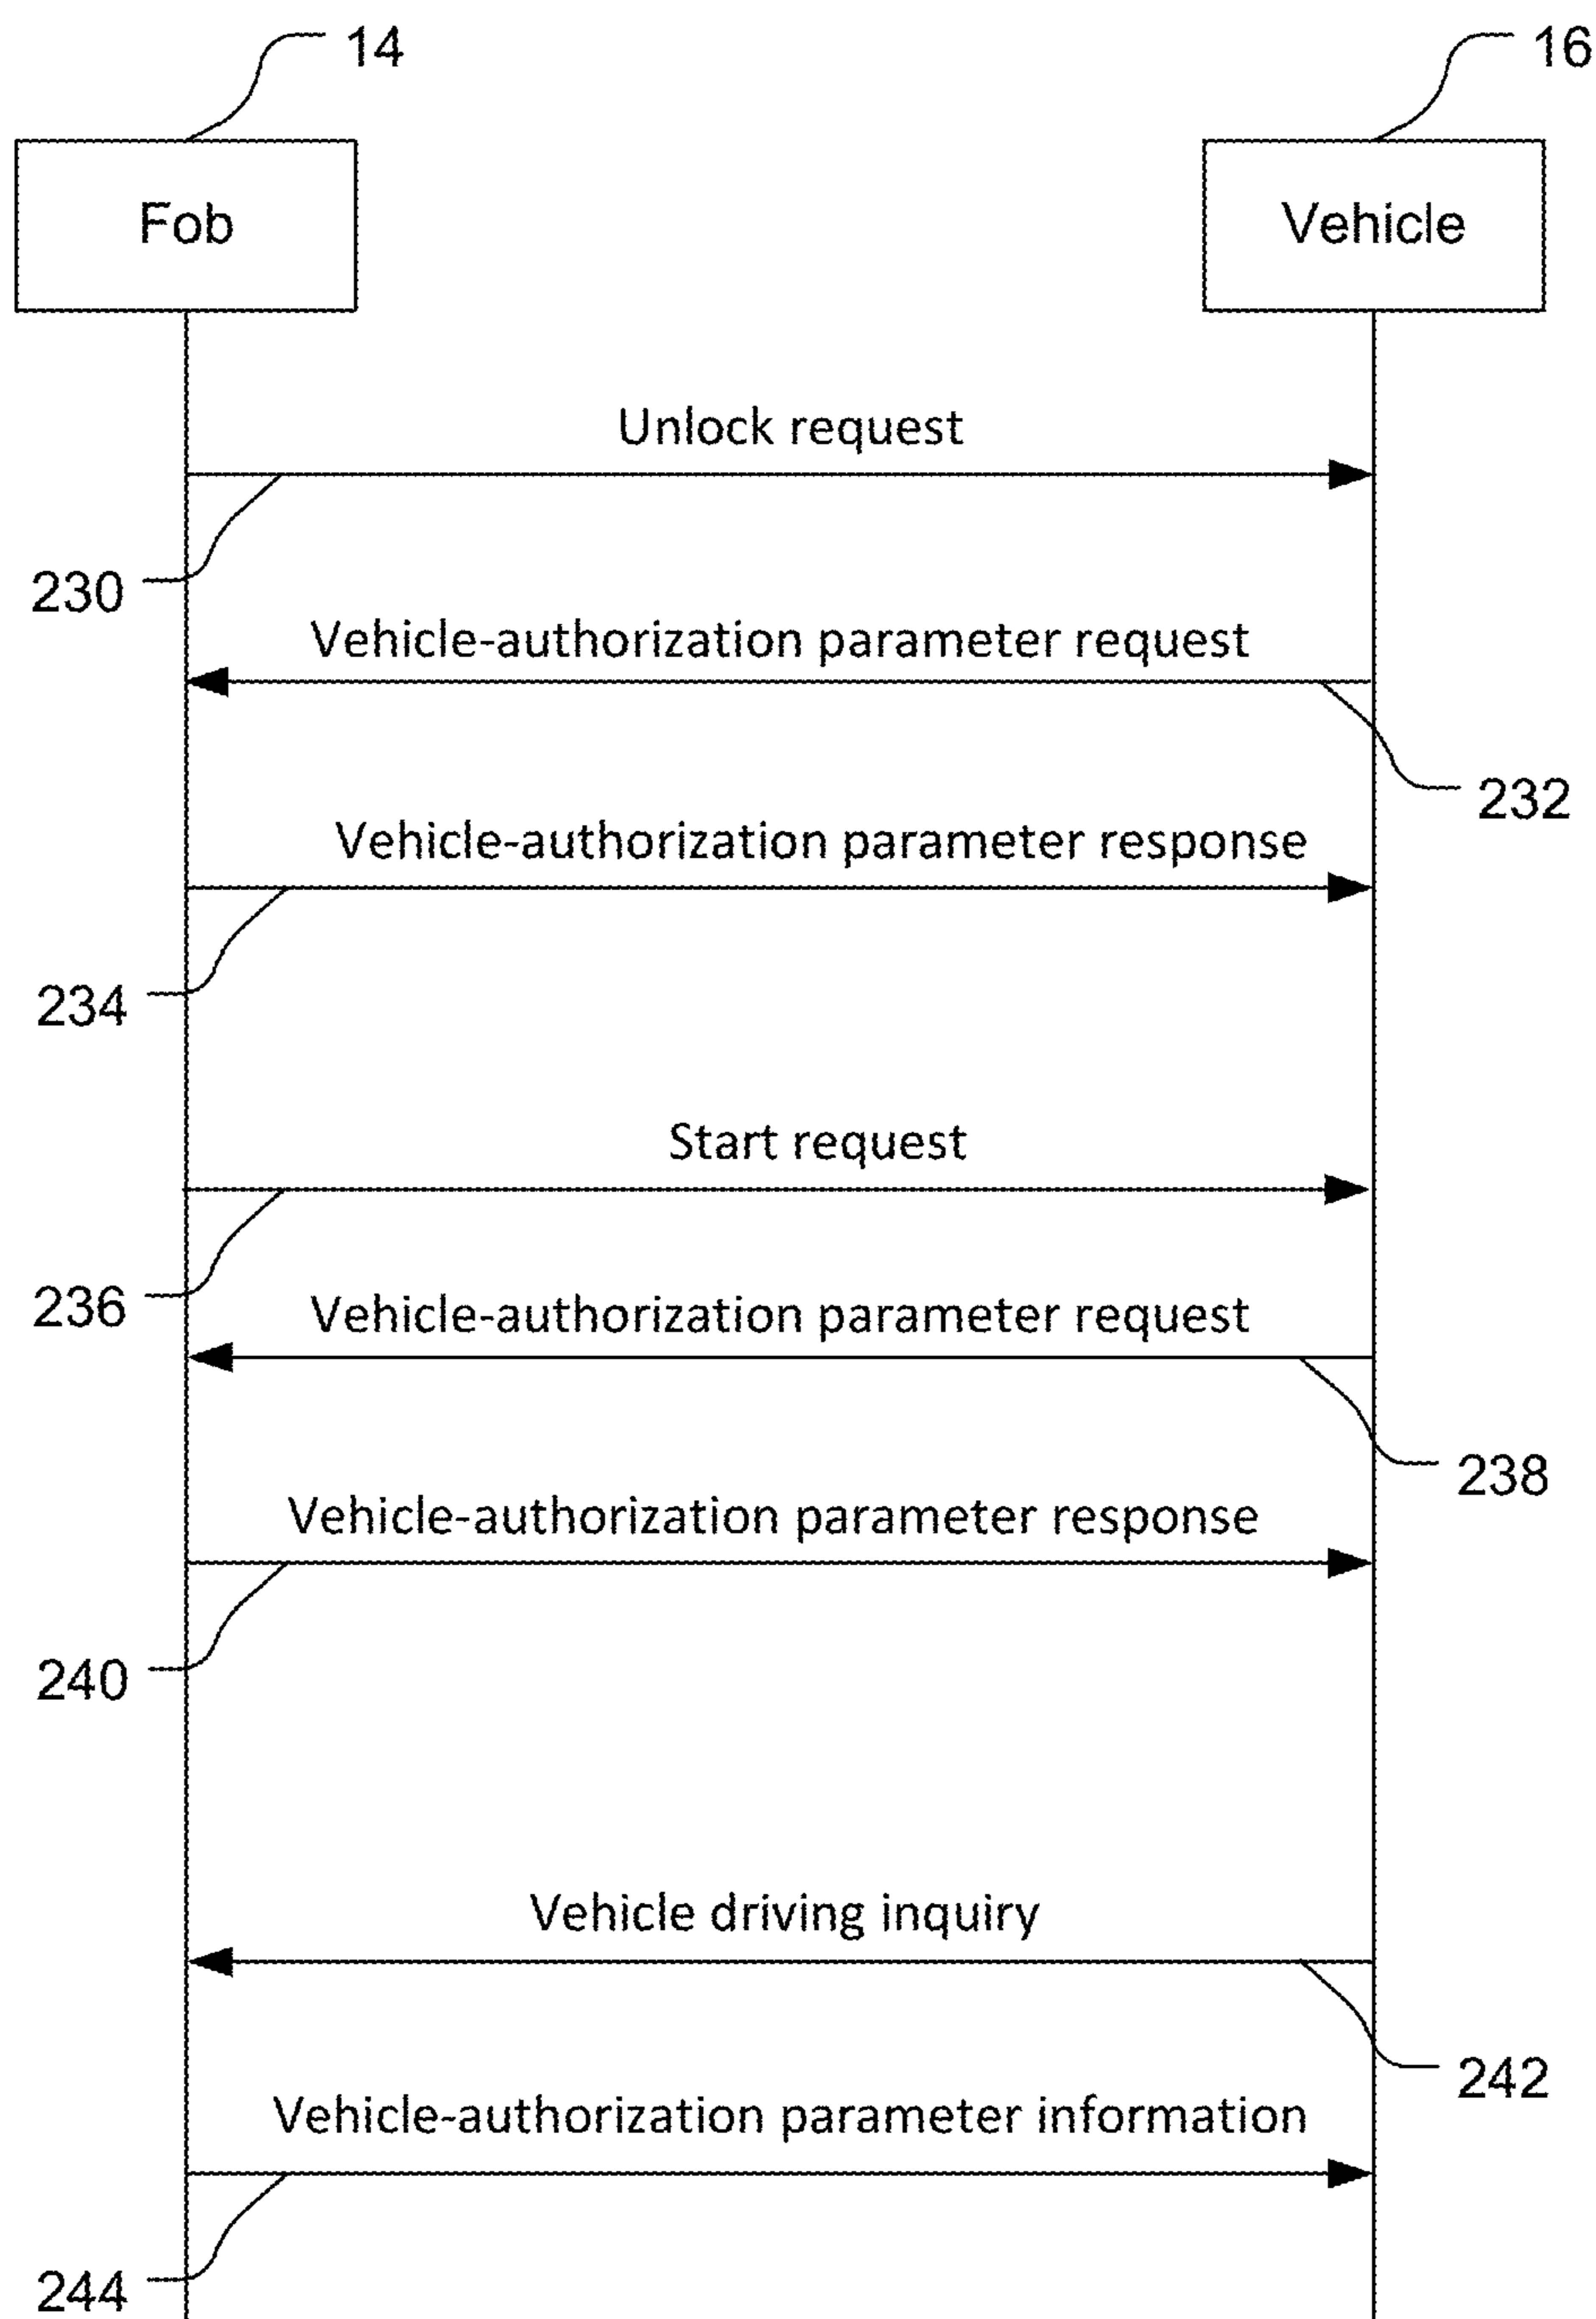 14
16
Fob
Vehicle
Unlock request
230
Vehicle-authorization parameter request
232
Vehicle-authorization parameter response
234
Start request
236
Vehicle-authorization parameter request
238
Vehicle-authorization parameter response
240
Vehicle driving inquiry
242
Vehicle-authorization parameter information
244